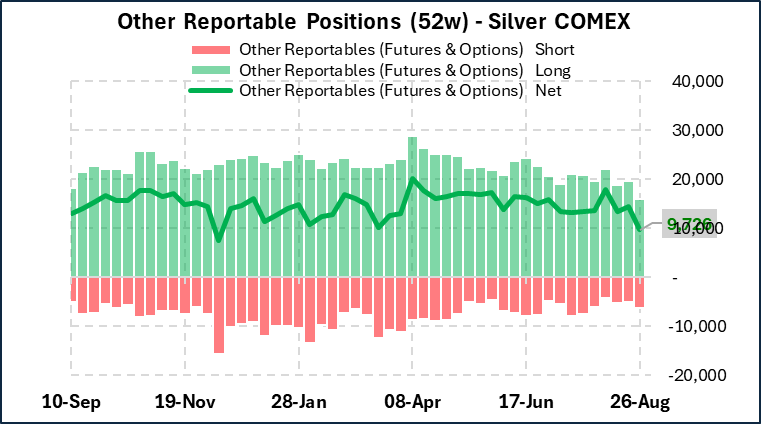 Other Reportable Positions (52w) - Silver COMEX
Other Reportables (Futures & Options) Short
Other Reportables (Futures & Options) Long
Other Reportables (Futures & Options) Net
40,000
30,000
20,000
9,726
10,000
-
-10,000
-20,000
10-Sep 19-Nov 28-Jan 08-Apr 17-Jun 26-Aug